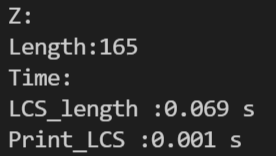 Z:
Length:165
Time:
LCS_length :0.069 s
Print_LCS :0.001 s